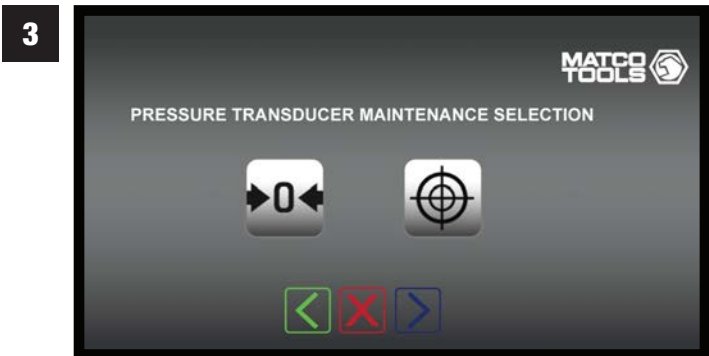 3
MATCO
TOOLS
PRESSURE TRANSDUCER MAINTENANCE SELECTION
0